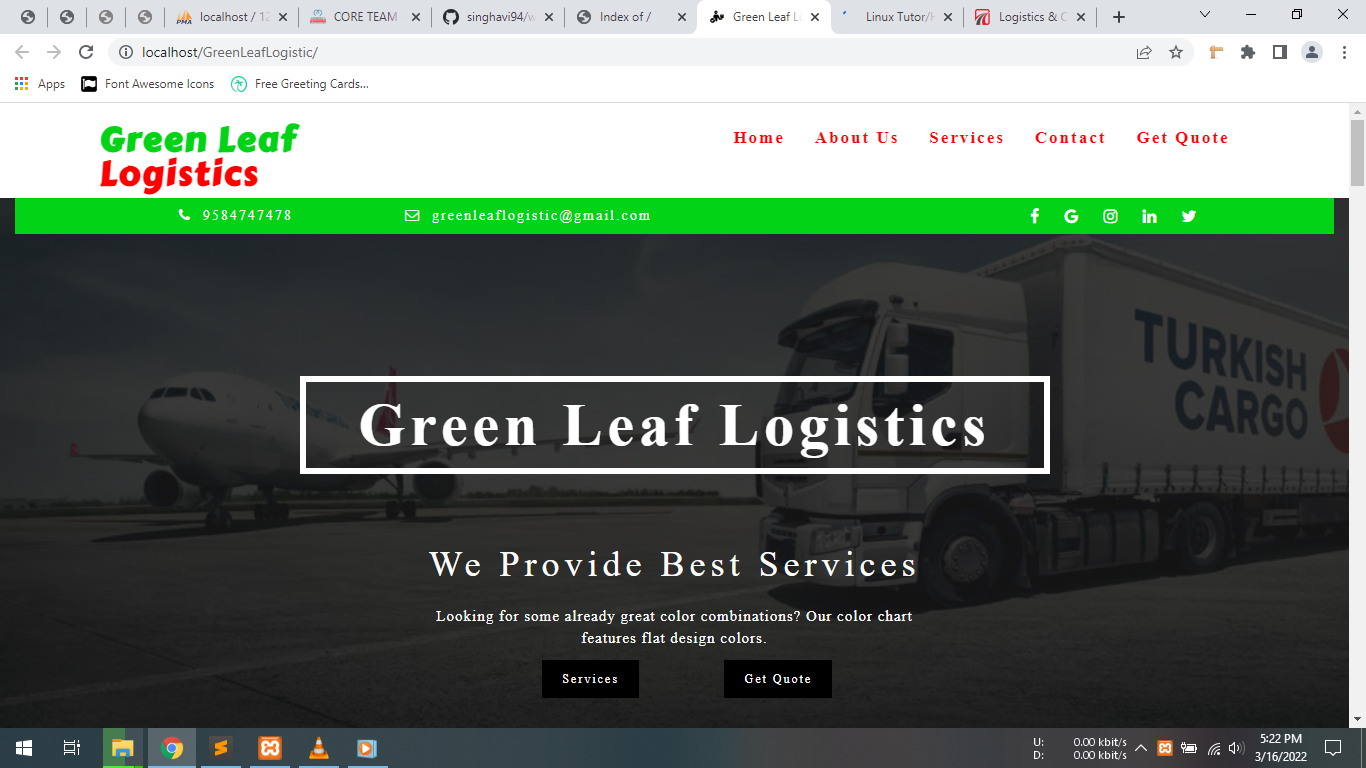 localhost / 12
CORE TEAM
singhavi94/w
Index of /
Green Leaf Lo
Linux Tutor/H
Logistics & C
localhost/GreenLeafLogistic/
Apps
Font Awesome Icons
Free Greeting Cards...
Green Leaf
Logistics
Home About Us Services Contact Get Quote
9584747478 greenleaflogistic@gmail.com
TURKISH
CARGO
Green Leaf Logistics
We Provide Best Services
Looking for some already great color combinations? Our color chart
features flat design colors.
Services Get Quote
U: 0.00 kbit/s
D: 0.00 kbit/s
5:22 PM
3/16/2022